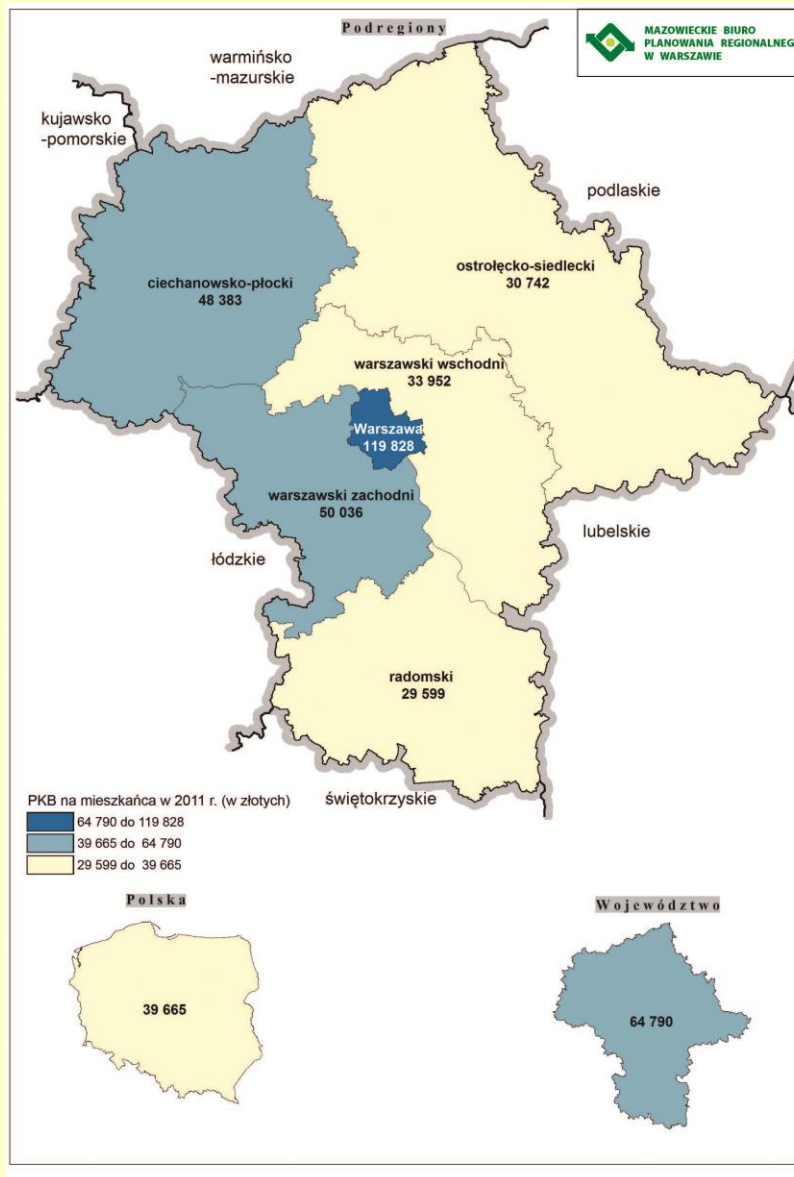 Podregiony
MAZOWIECKIE BIURO
PLANOWANIA REGIONALNEGO
W WARSZAWIE
warmińsko
-mazurskie
kujawsko
-pomorskie
podlaskie
ostrołęcko-siedlecki
30 742
ciechanowsko-płocki
48 383
warszawski wschodni
33 952
Warszawa
119 828
warszawski zachodni
50 036
lubelskie
łódzkie
radomski
29 599
świętokrzyskie
PKB na mieszkańca w 2011 r. (w złotych)
64 790 do 119 828
39 665 do 64 790
29 599 do 39 665
Polska
39 665
Województwo
64 790